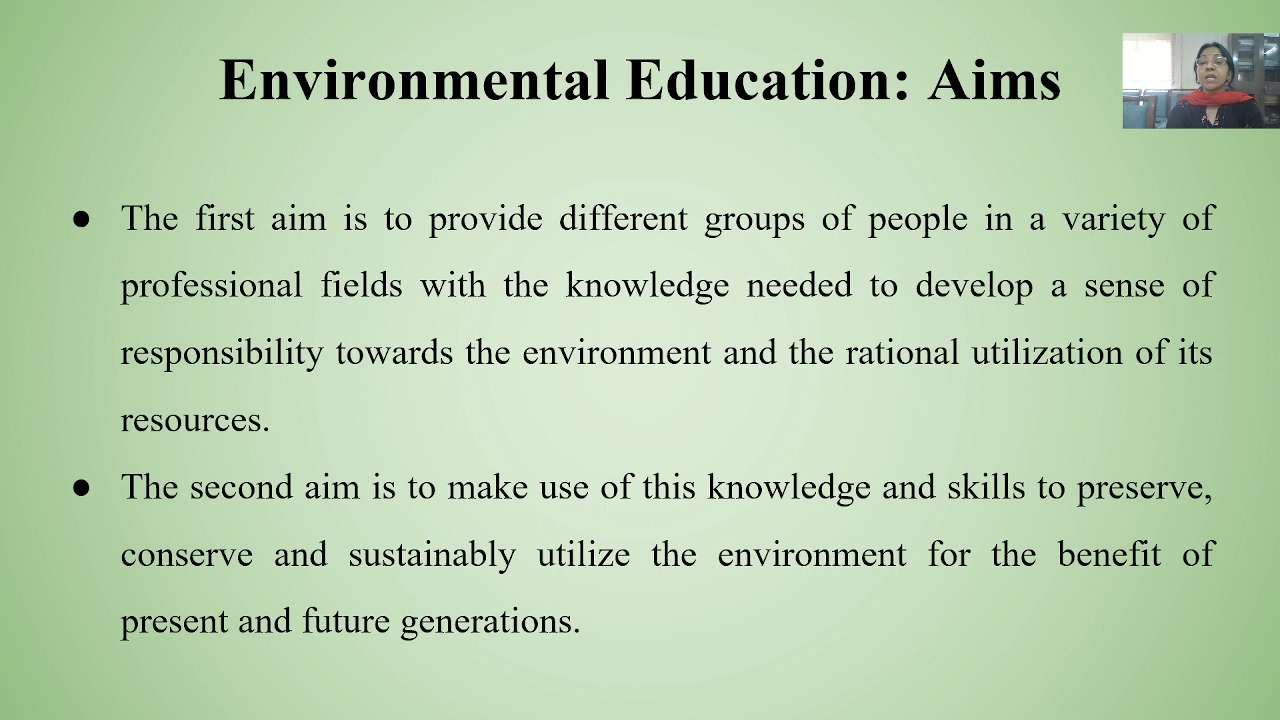 Environmental Education: Aims
● The first aim is to provide different groups of people in a variety of
professional fields with the knowledge needed to develop a sense of
responsibility towards the environment and the rational utilization of its
resources.
● The second aim is to make use of this knowledge and skills to preserve,
conserve and sustainably utilize the environment for the benefit of
present and future generations.